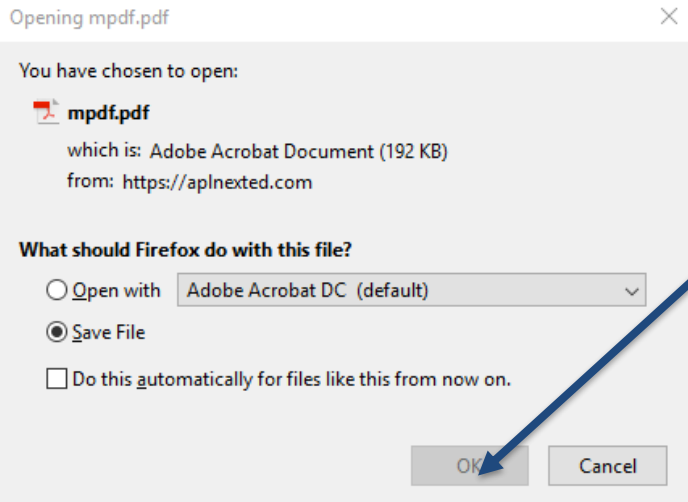 Opening mpdf.pdf
You have chosen to open:
mpdf.pdf
which is: Adobe Acrobat Document (192 KB)
from: https://aplnexted.com
What should Firefox do with this file?
Open with Adobe Acrobat DC (default)
Save File
Do this automatically for files like this from now on.
OK Cancel